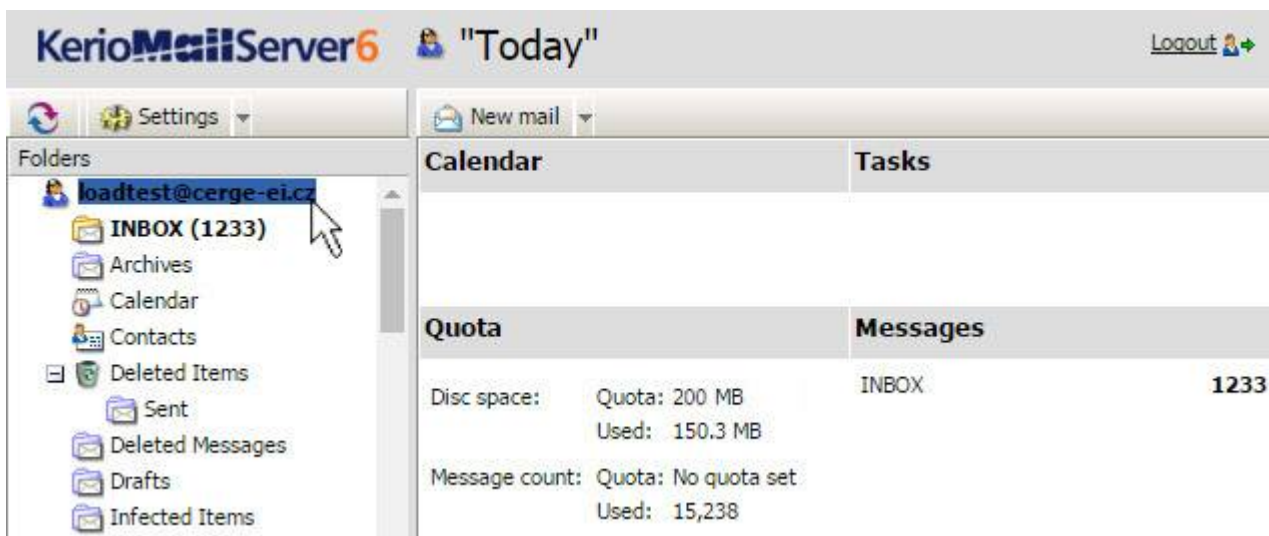 KerioMailServer6 "Today" Logout
Settings New mail
Folders
loadtest@cerge-ei.cz
INBOX (1233)
Archives
Calendar
Contacts
Deleted Items
Sent
Deleted Messages
Drafts
Infected Items
Calendar Tasks
Quota Messages
Disc space: Quota: 200 MB
Used: 150.3 MB
Message count: Quota: No quota set
Used: 15,238
INBOX 1233